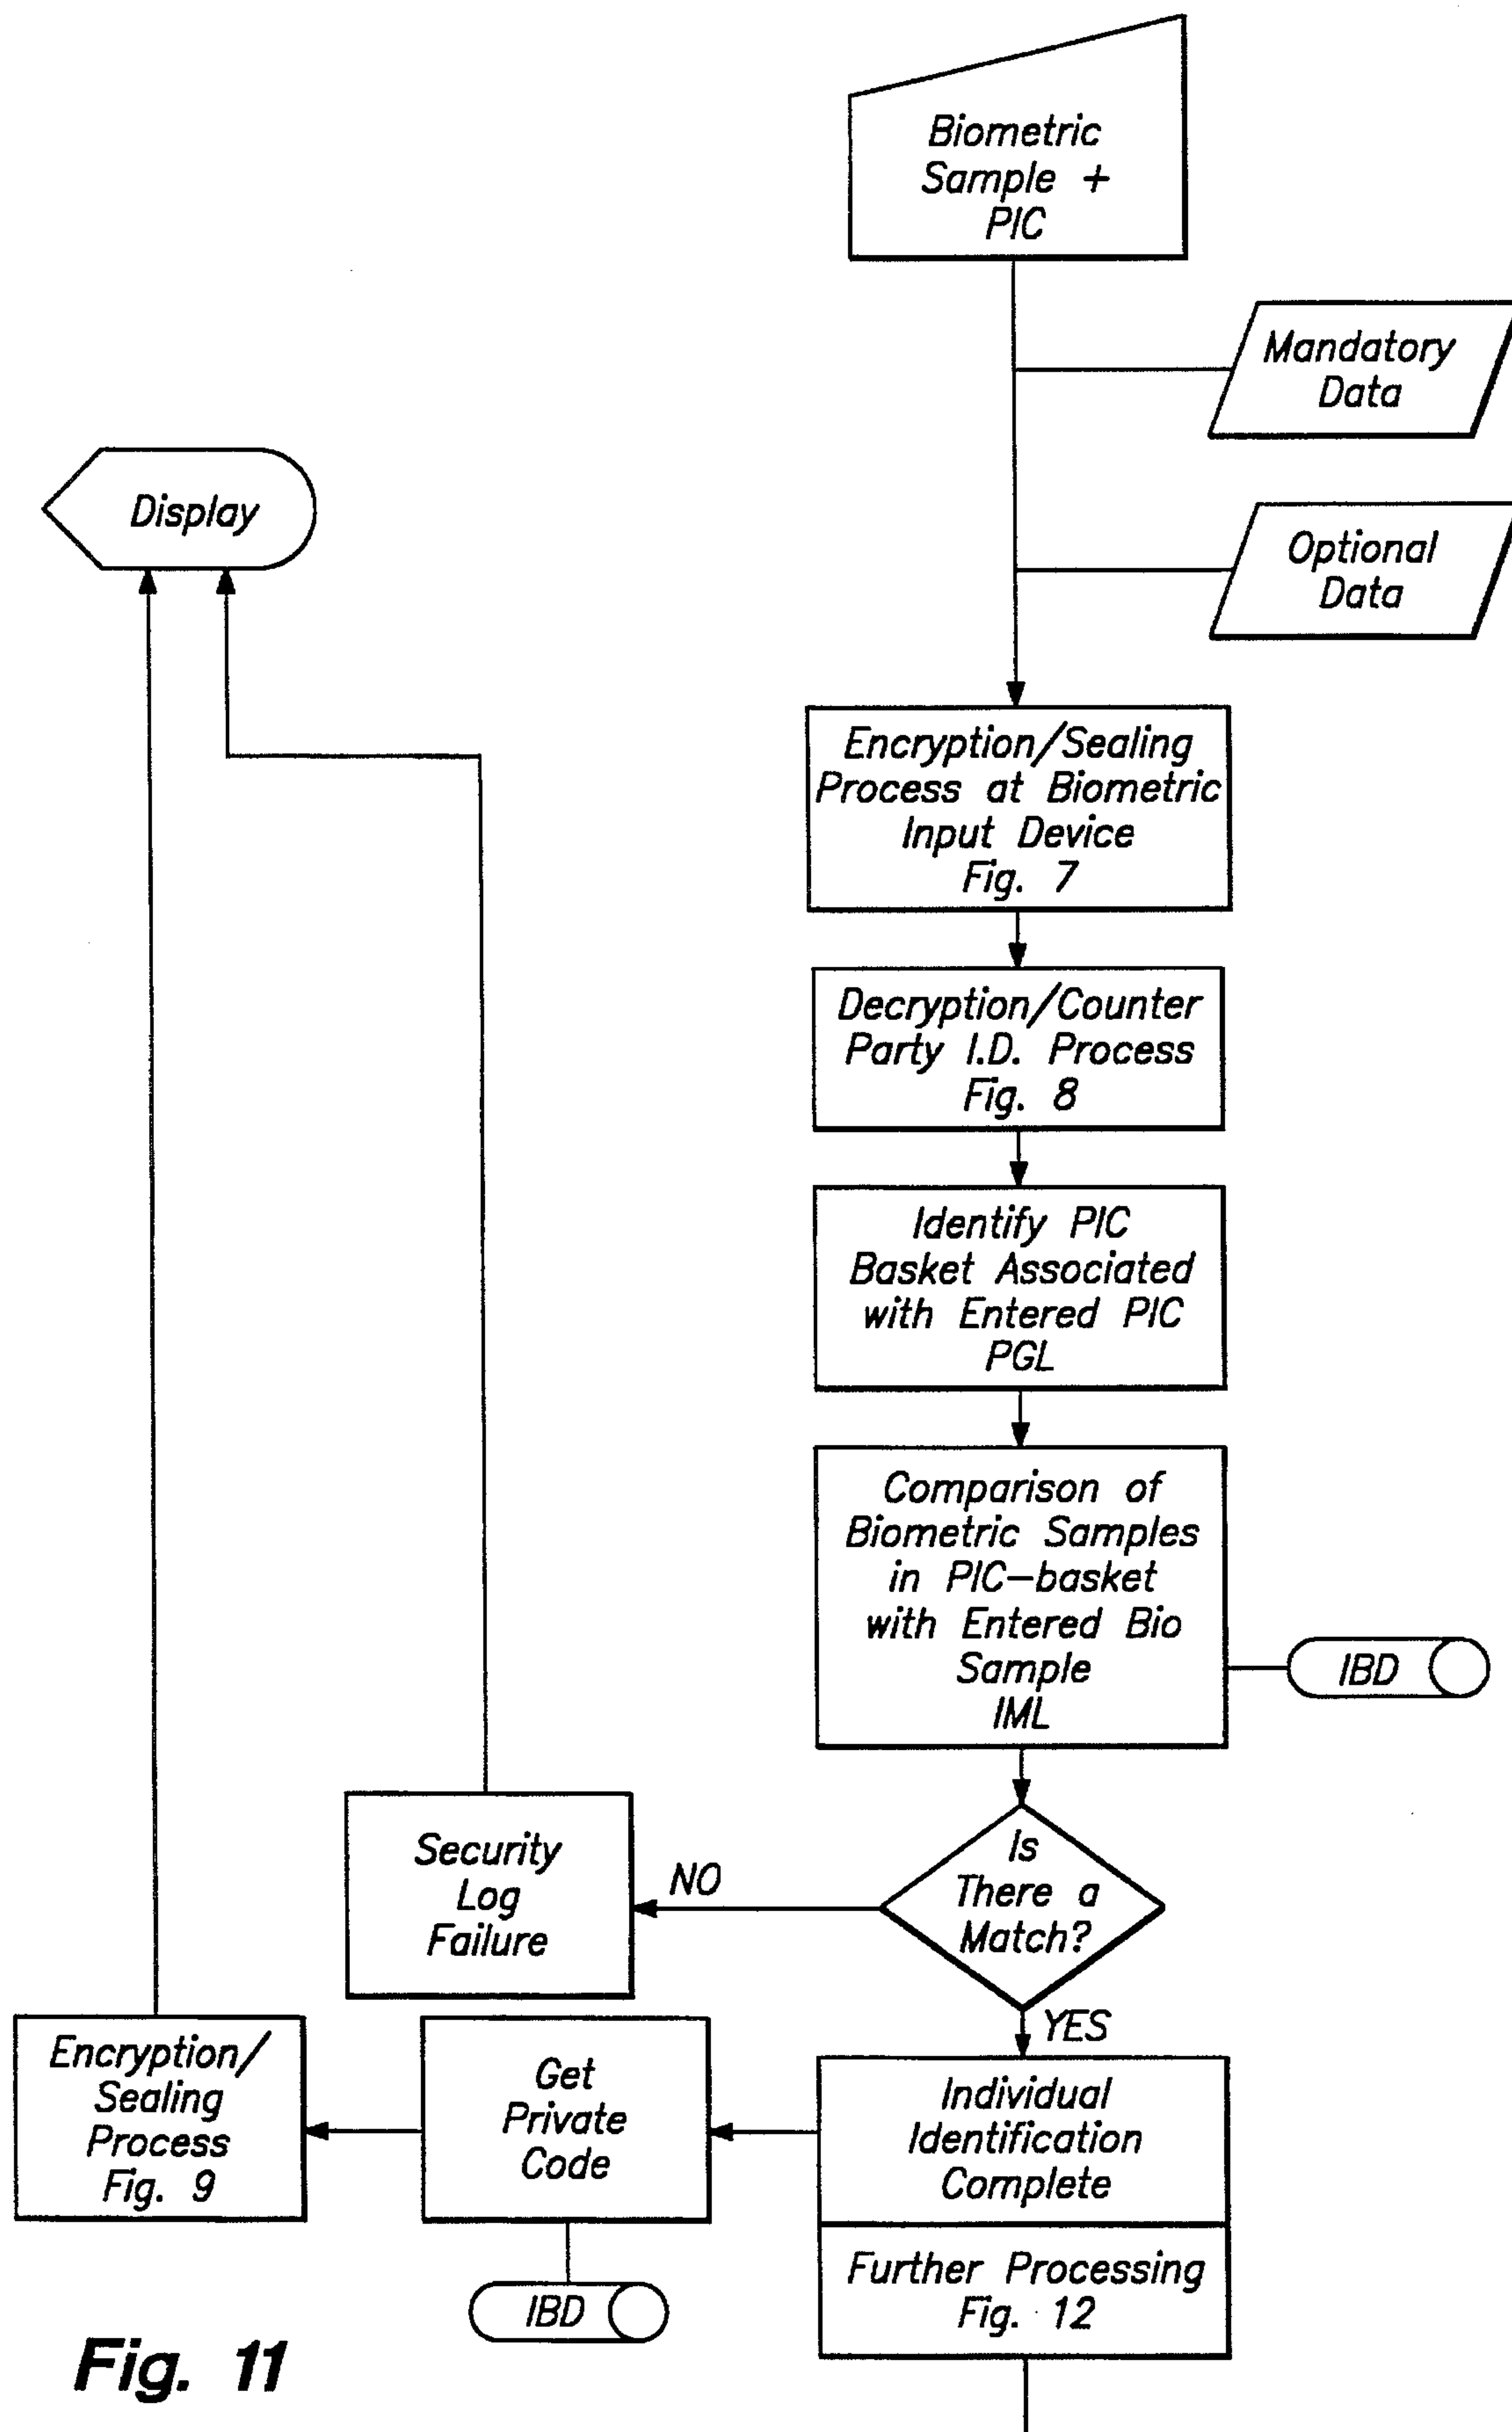 Biometric
Sample +
PIC
Mandatory
Data
Display
Optional
Data
Encryption/Sealing
Process at Biometric
Input Device
Fig. 7
Decryption/Counter
Party I.D. Process
Fig. 8
Identify PIC
Basket Associated
with Entered PIC
PGL
Comparison of
Biometric Samples
in PIC-basket
with Entered Bio
Sample
IML
IBD
Is
There a
Match?
NO
Security
Log
Failure
YES
Individual
Identification
Complete
Get
Private
Code
Encryption/
Sealing
Process
Fig. 9
Further Processing
Fig. 12
IBD
Fig. 11